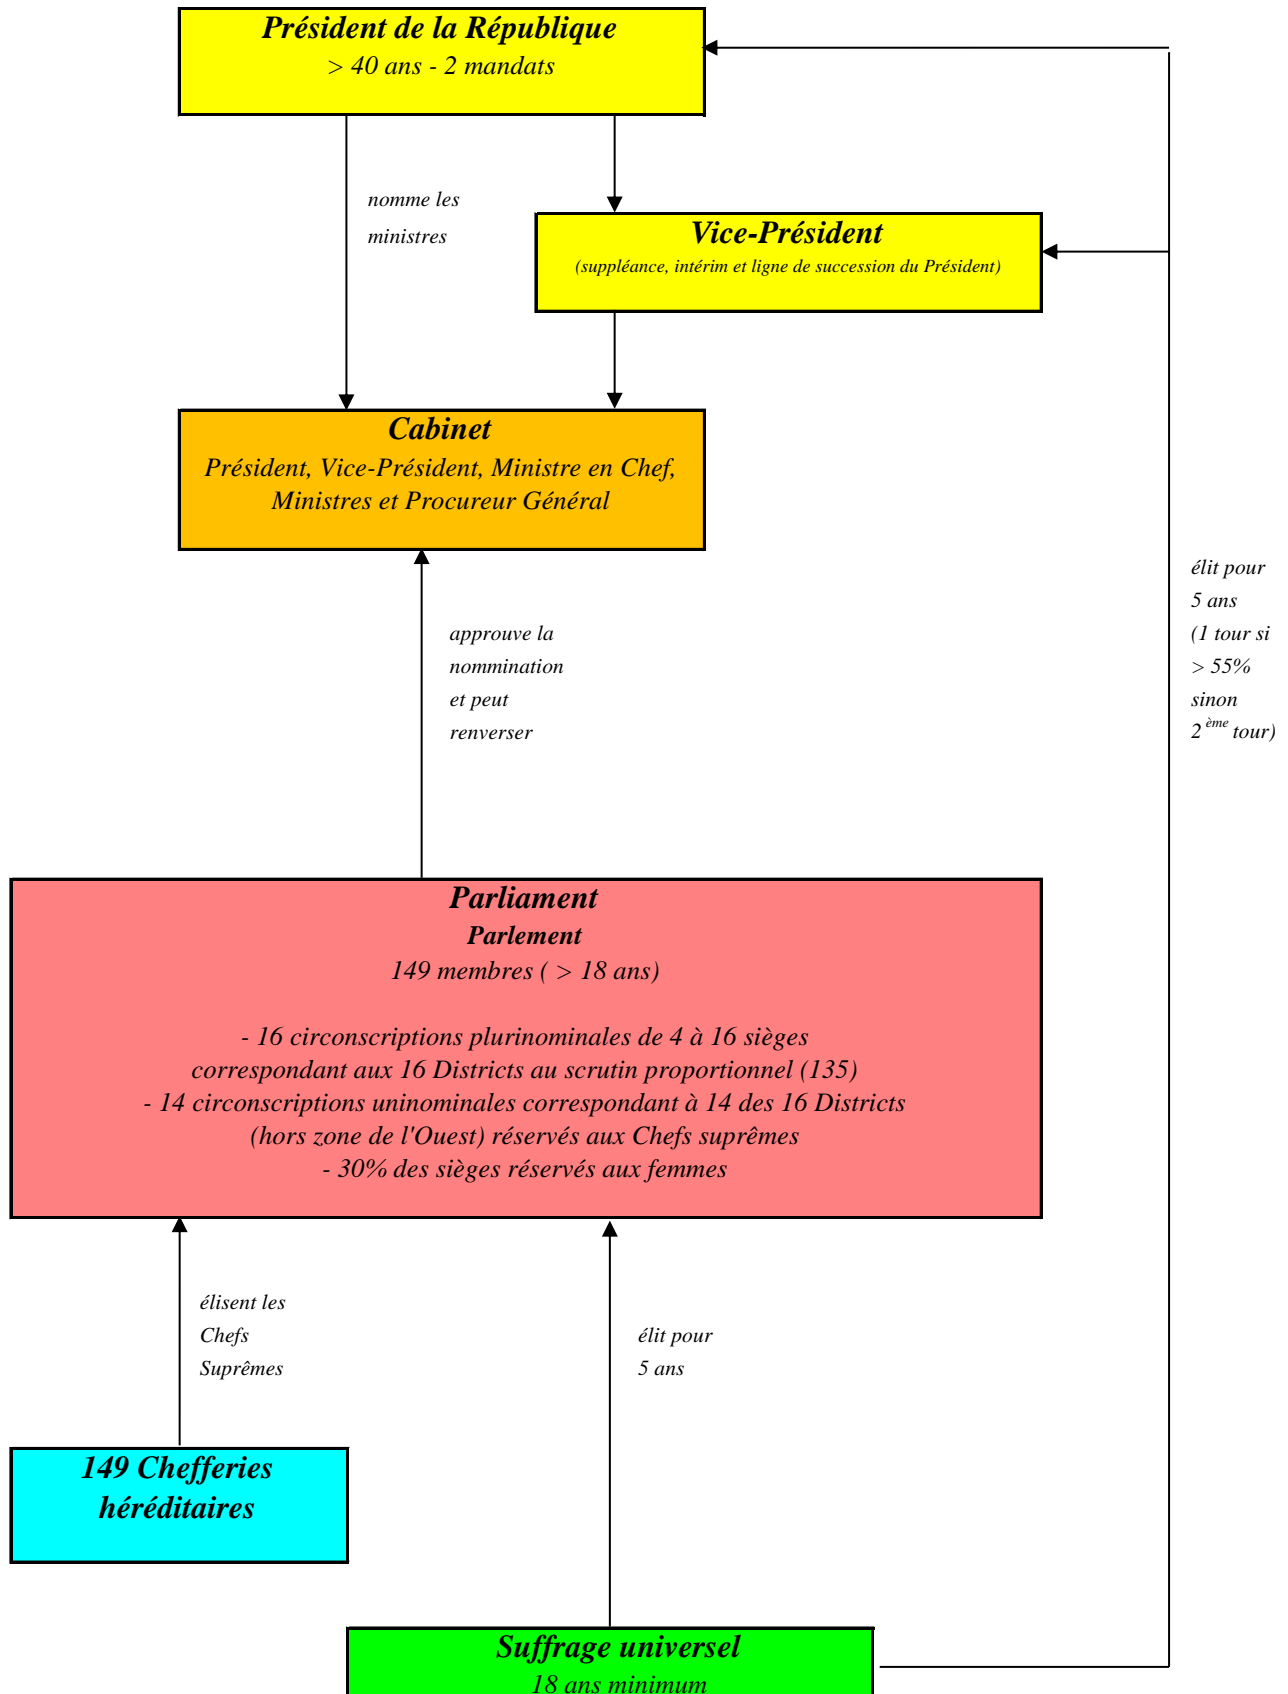 Président de la République
> 40 ans - 2 mandats
nomme les
ministres
Vice-Président
(suppléance, intérim et ligne de succession du Président)
Cabinet
Président, Vice-Président, Ministre en Chef,
Ministres et Procureur Général
élit pour
5 ans
(1 tour si
> 55%
sinon
2 ème tour)
approuve la
nommination
et peut
renverser
Parliament
Parlement
149 membres ( > 18 ans)
- 16 circonscriptions plurinominales de 4 à 16 sièges
correspondant aux 16 Districts au scrutin proportionnel (135)
- 14 circonscriptions uninominales correspondant à 14 des 16 Districts
(hors zone de l'Ouest) réservés aux Chefs suprêmes
- 30% des sièges réservés aux femmes
élisent les
Chefs
Suprêmes
élit pour
5 ans
149 Chefferies
héréditaires
Suffrage universel
18 ans minimum